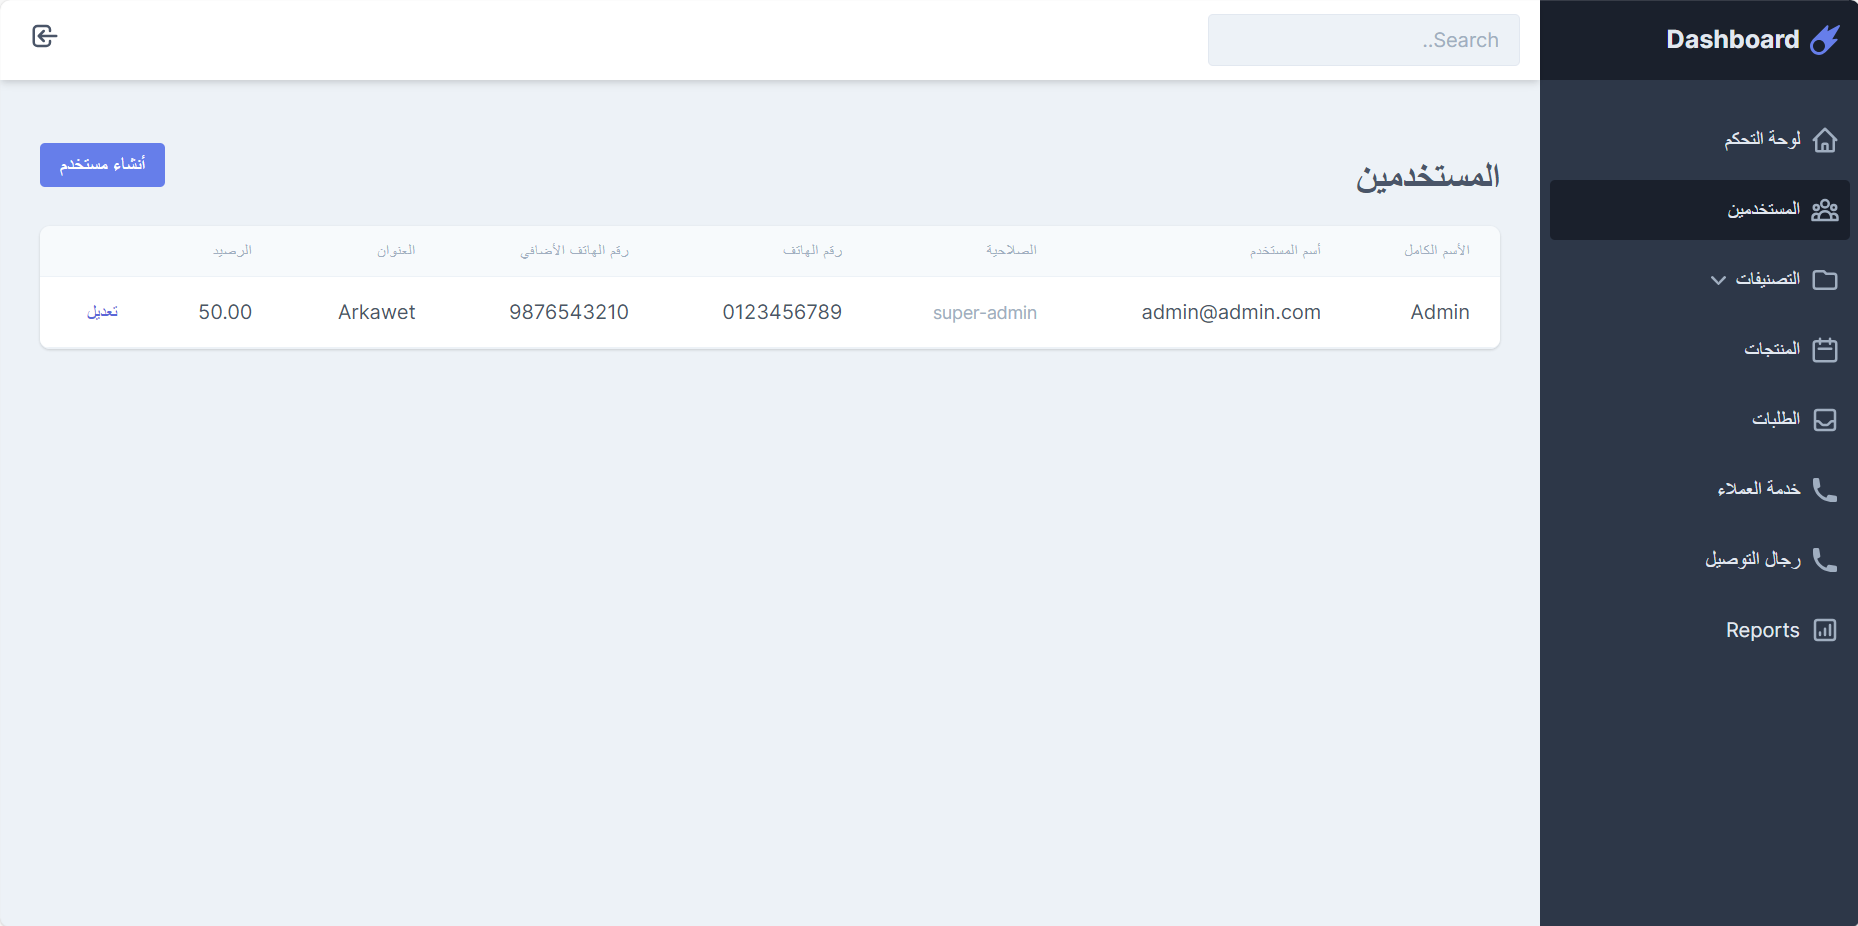 Dashboard
Search..
لوحة التحكم
المستخدمين
التصنيفات
المنتجات
الطلبات
خدمة العملاء
رجال التوصيل
Reports
المستخدمين
أنشاء مستخدم
الأسم الكامل أسم المستخدم الصلاحية رقم الهاتف رقم الهاتف الأضافي العنوان الرصيد
Admin admin@admin.com super-admin 0123456789 9876543210 Arkawet 50.00 تعديل